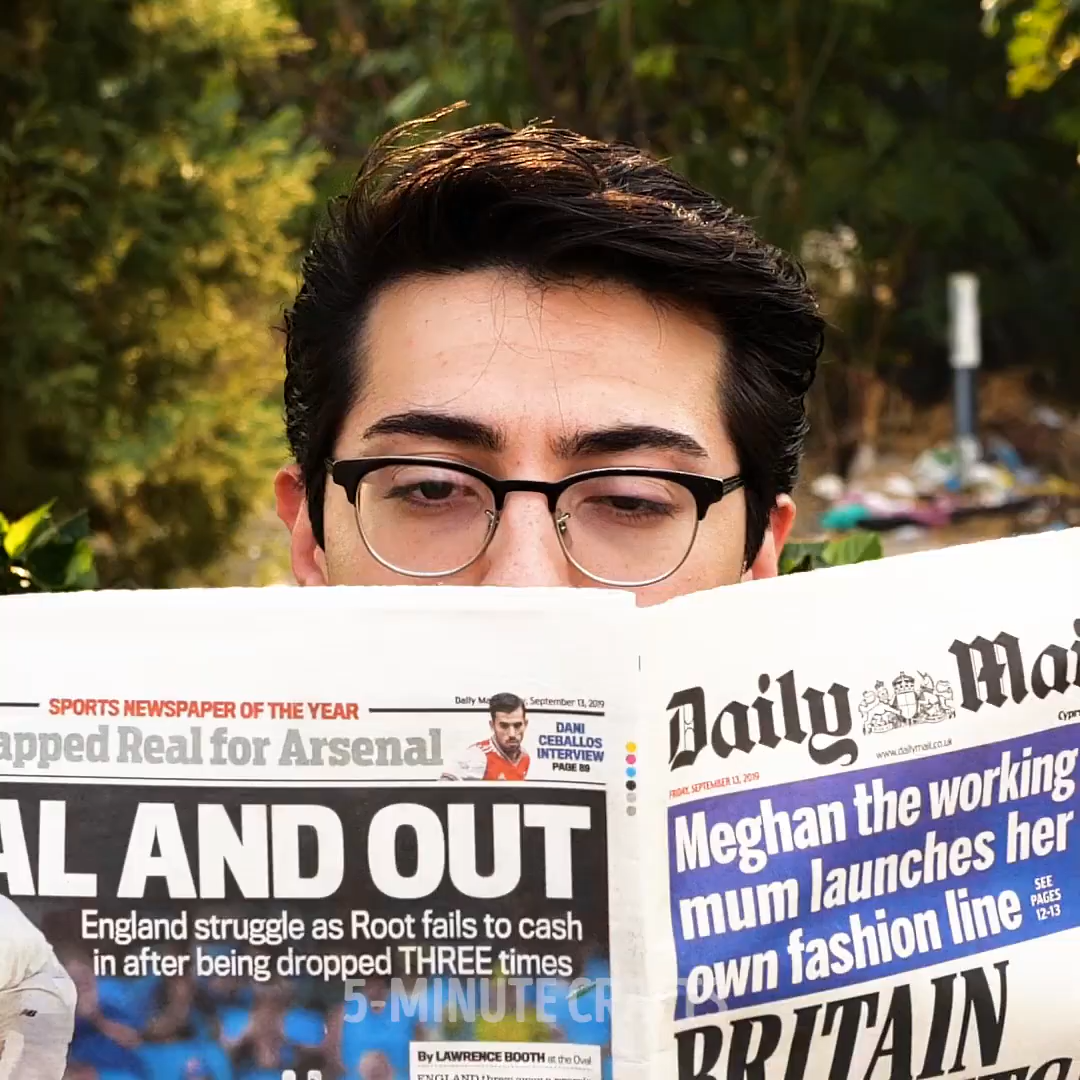 SPORTS NEWSPAPER OF THE YEAR
September 13, 2019
apped Real for Arsenal
DANI
CEBALLOS
INTERVIEW
PAGE 89
AL AND OUT
England struggle as Root fails to cash
in after being dropped THREE times
By LAWRENCE BOOTH at the Oval
Daily Mai
www.dailymail.co.uk
FRIDAY, SEPTEMBER 13, 2019
Meghan the working
mum launches her
own fashion line
SEE
PAGES
12-13
BRITAIN
5-MINUTE CRAFTS